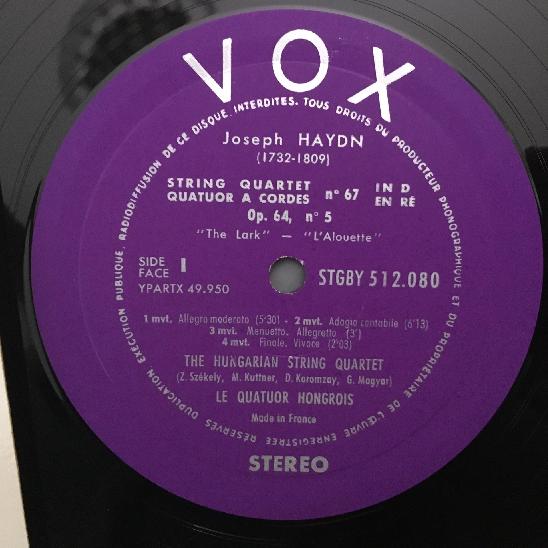 VOX
EXÉCUTION PUBLIQUE, RADIODIFFUSION DE CE DISQUE INTERDITES. TOUS DROITS DU PRODUCTEUR PHONOGRAPHIQUE ET DU PROPRIÉTAIRE DE L'ŒUVRE ENREGISTRÉE RÉSERVÉS DUPLICATION
Joseph HAYDN
(1732-1809)
STRING QUARTET n° 67 IN D
QUATUOR A CORDES EN RÉ
Op. 64, n° 5
"The Lark" — "L'Alouette"
SIDE I
FACE
STGBY 512.080
YPARTX 49.950
1 mvt. Allegro moderato (5'30) - 2 mvt. Adagio cantabile (6'13)
3 mvt. Menuetto. Allegretto (3')
4 mvt. Finale. Vivace (2'03)
THE HUNGARIAN STRING QUARTET
(Z. Székely, M. Kuttner, D. Koromzay, G. Magyar)
LE QUATUOR HONGROIS
Made in France
STEREO